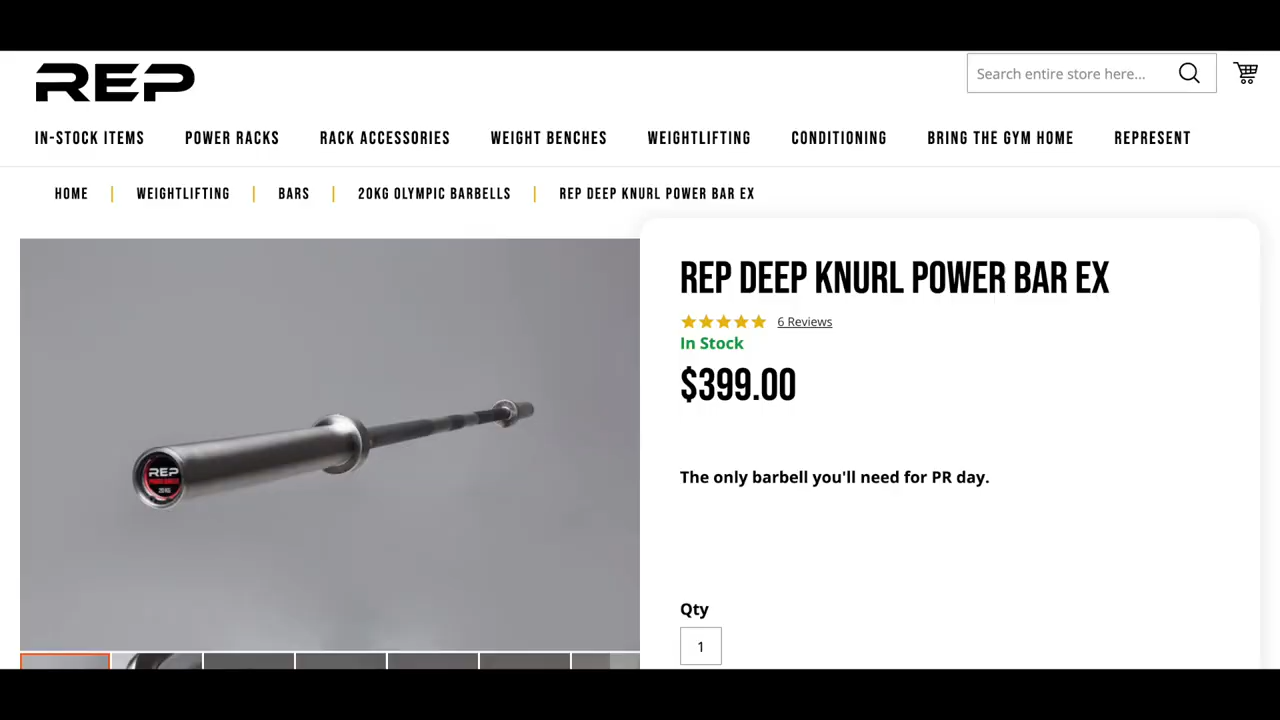 REP
Search entire store here...
IN-STOCK ITEMS POWER RACKS RACK ACCESSORIES WEIGHT BENCHES WEIGHTLIFTING CONDITIONING BRING THE GYM HOME REPRESENT
HOME | WEIGHTLIFTING | BARS | 20KG OLYMPIC BARBELLS | REP DEEP KNURL POWER BAR EX
REP DEEP KNURL POWER BAR EX
6 Reviews
In Stock
$399.00
The only barbell you'll need for PR day.
Qty
1
REP